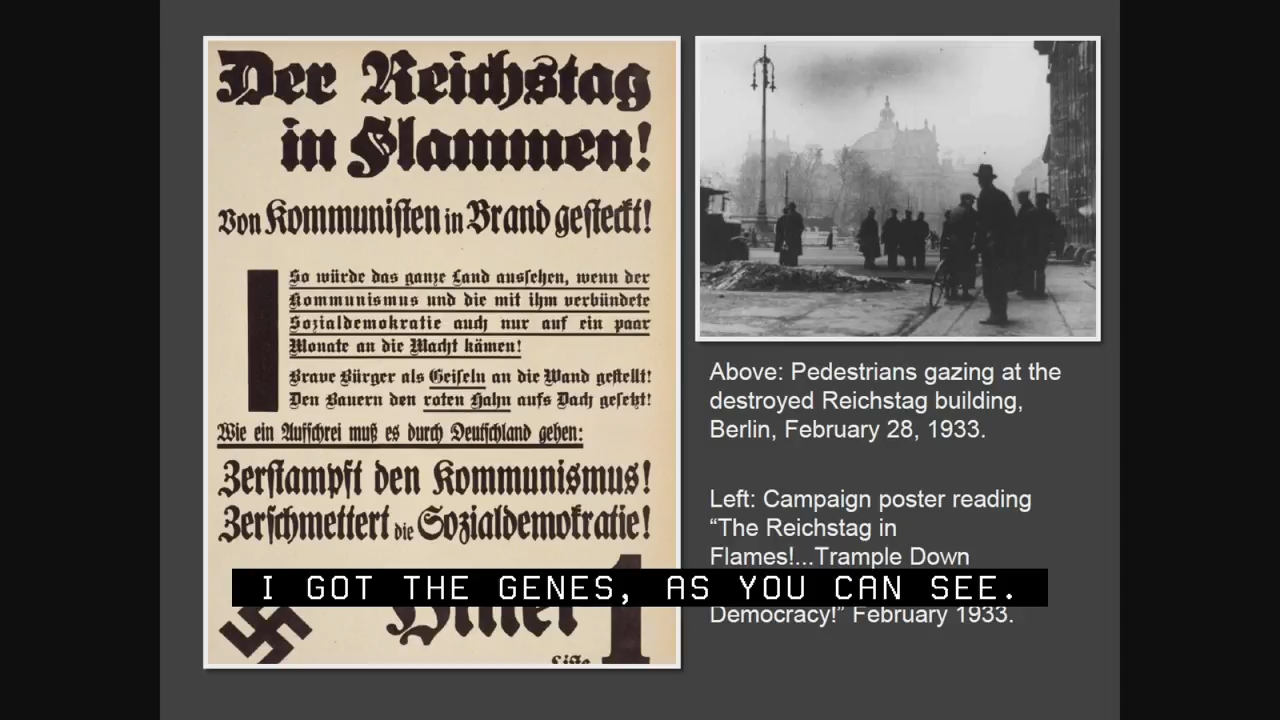 Der Reichstag
in Flammen!
Von Kommunisten in Brand gesteckt!
So würde das ganze Land aussehen, wenn der
Kommunismus und die mit ihm verbündete
Sozialdemokratie auch nur auf ein paar
Monate an die Macht kämen!
Brave Bürger als Geiseln an die Wand gestellt!
Den Bauern den roten Hahn aufs Dach gesetzt!
Wie ein Aufschrei muß es durch Deutschland gehen:
Zerstampft den Kommunismus!
Zerschmettert die Sozialdemokratie!
Hitler 1
Liste
Above: Pedestrians gazing at the
destroyed Reichstag building,
Berlin, February 28, 1933.
Left: Campaign poster reading
“The Reichstag in
Flames!...Trample Down
Democracy!” February 1933.
I GOT THE GENES, AS YOU CAN SEE.